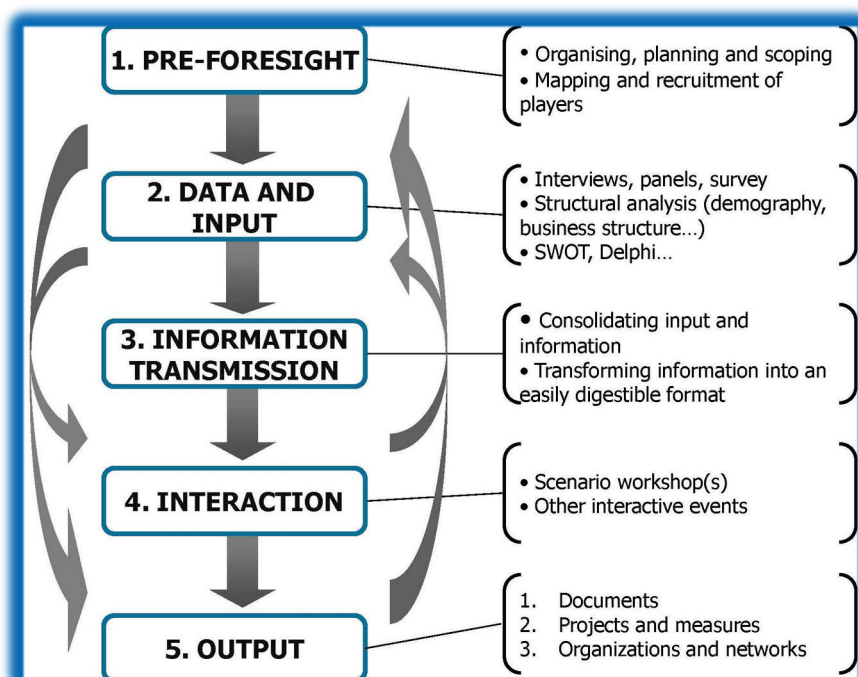 1. PRE-FORESIGHT
• Organising, planning and scoping
• Mapping and recruitment of
players
2. DATA AND
INPUT
• Interviews, panels, survey
• Structural analysis (demography,
business structure...)
• SWOT, Delphi...
3. INFORMATION
TRANSMISSION
• Consolidating input and
information
• Transforming information into an
easily digestible format
4. INTERACTION
• Scenario workshop(s)
• Other interactive events
5. OUTPUT
1. Documents
2. Projects and measures
3. Organizations and networks